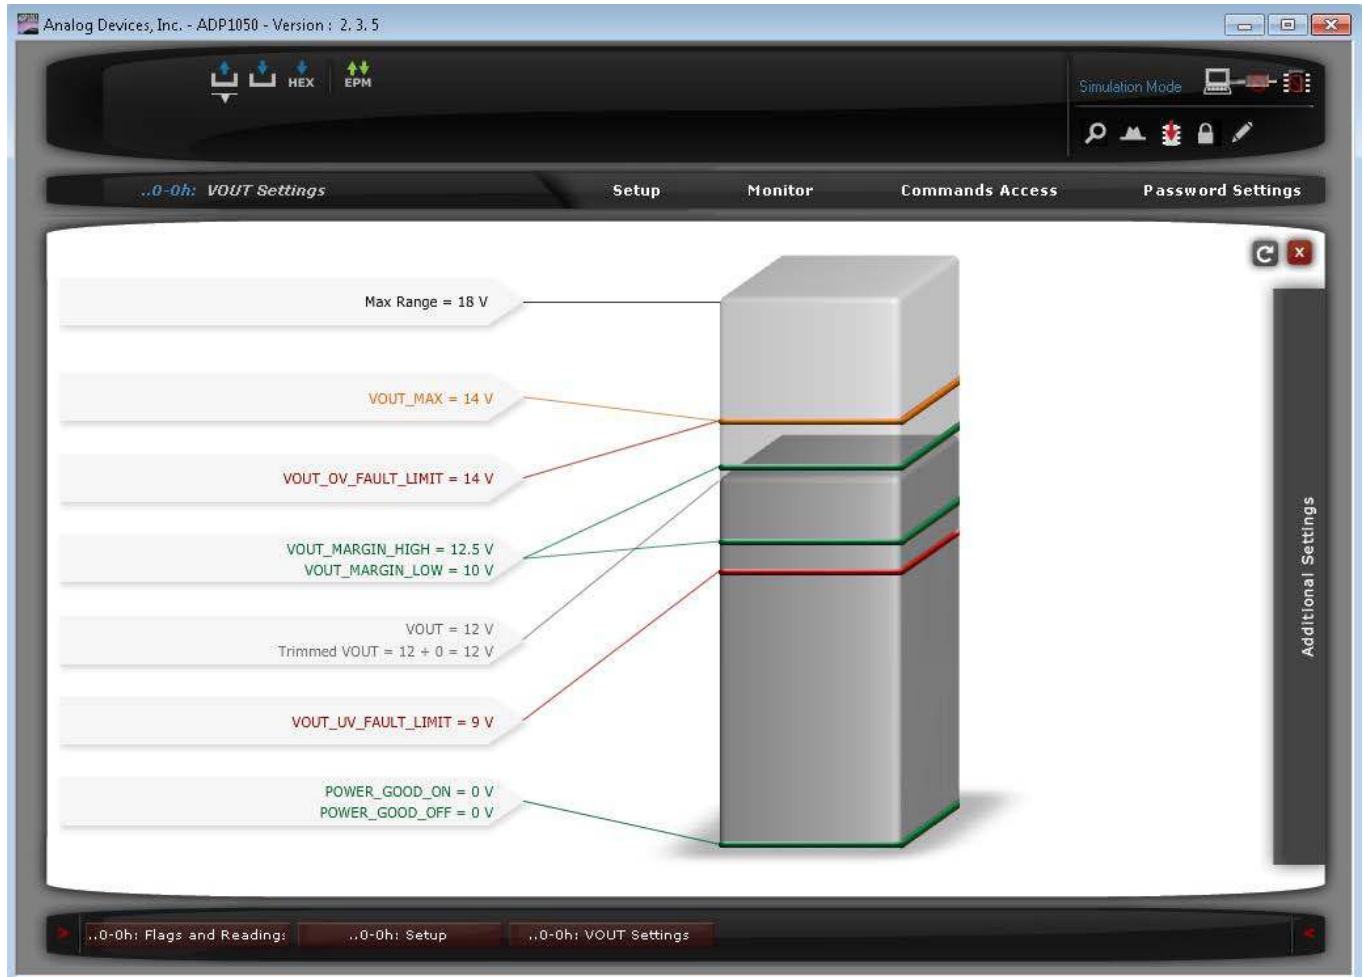 Analog Devices, Inc. - ADP1050 - Version : 2. 3. 5
HEX
EPM
Simulation Mode
..0-0h: VOUT Settings
Setup
Monitor
Commands Access
Password Settings
Max Range = 18 V
VOUT_MAX = 14 V
VOUT_OV_FAULT_LIMIT = 14 V
VOUT_MARGIN_HIGH = 12.5 V
VOUT_MARGIN_LOW = 10 V
VOUT = 12 V
Trimmed VOUT = 12 + 0 = 12 V
VOUT_UV_FAULT_LIMIT = 9 V
POWER_GOOD_ON = 0 V
POWER_GOOD_OFF = 0 V
Additional Settings
..0-0h: Flags and Readings
..0-0h: Setup
..0-0h: VOUT Settings